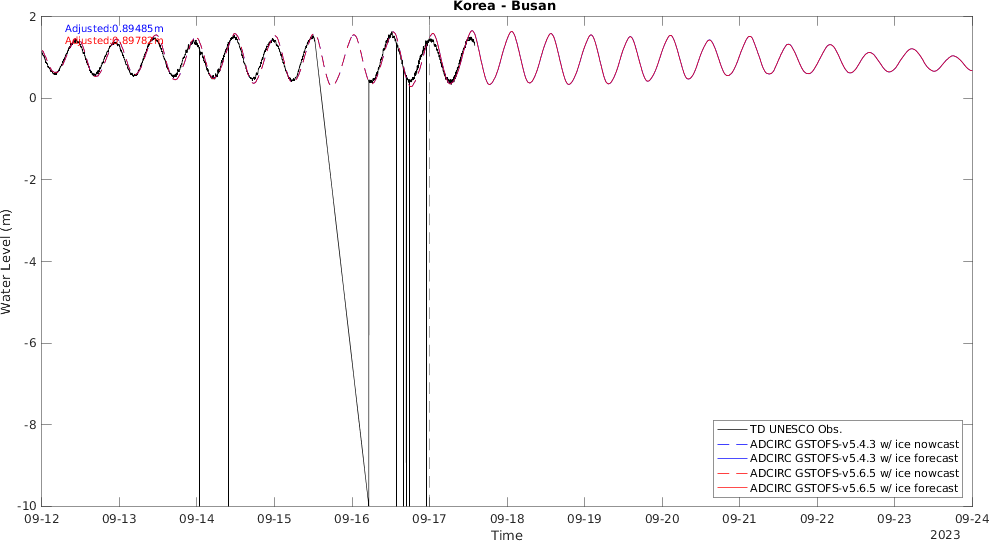 Korea - Busan
Adjusted:0.89485m
Water Level (m)
2
0
-2
-4
-6
-8
-10
09-12
09-13
09-14
09-15
09-16
09-17
09-18
09-19
09-20
09-21
09-22
09-23
09-24
Time
2023
TD UNESCO Obs.
ADCIRC GSTOFS-v5.4.3 w/ ice nowcast
ADCIRC GSTOFS-v5.4.3 w/ ice forecast
ADCIRC GSTOFS-v5.6.5 w/ ice nowcast
ADCIRC GSTOFS-v5.6.5 w/ ice forecast